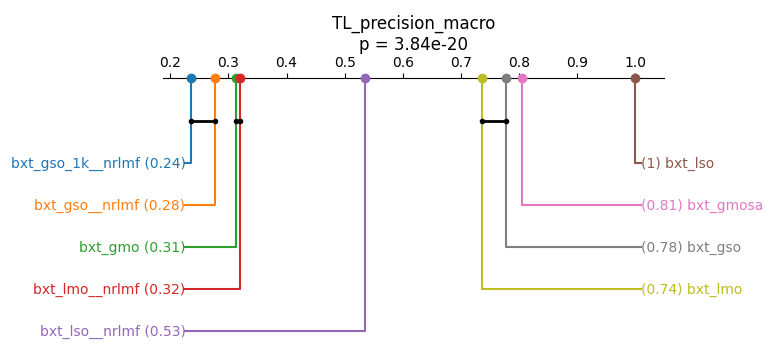 TL_precision_macro
p = 3.84e-20
0.2 0.3 0.4 0.5 0.6 0.7 0.8 0.9 1.0
bxt_gso_1k__nrlmf (0.24)
(1) bxt_lso
bxt_gso__nrlmf (0.28)
(0.81) bxt_gmosa
bxt_gmo (0.31)
(0.78) bxt_gso
bxt_lmo__nrlmf (0.32)
(0.74) bxt_lmo
bxt_lso__nrlmf (0.53)